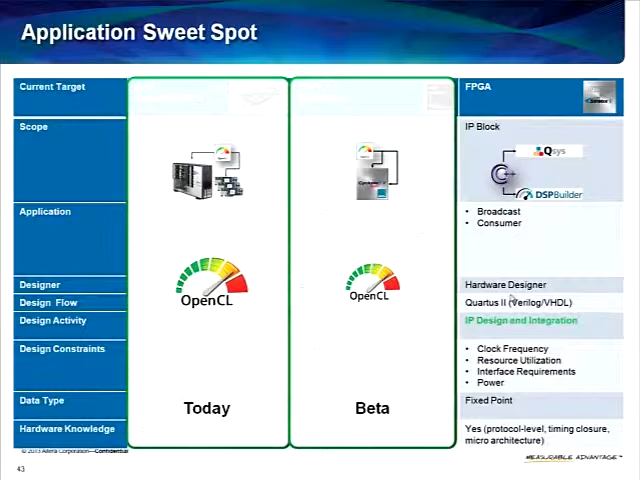 Application Sweet Spot
Current Target
FPGA
Scope
IP Block
Qsys
C++
DSPBuilder
Application
• Broadcast
• Consumer
OpenCL
OpenCL
Designer
Hardware Designer
Design Flow
Quartus II (Verilog/VHDL)
Design Activity
IP Design and Integration
Design Constraints
• Clock Frequency
• Resource Utilization
• Interface Requirements
• Power
Data Type
Today
Beta
Fixed Point
Hardware Knowledge
Yes (protocol-level, timing closure,
micro architecture)
© 2013 Altera Corporation—Confidential
MEASURABLE ADVANTAGE™
43